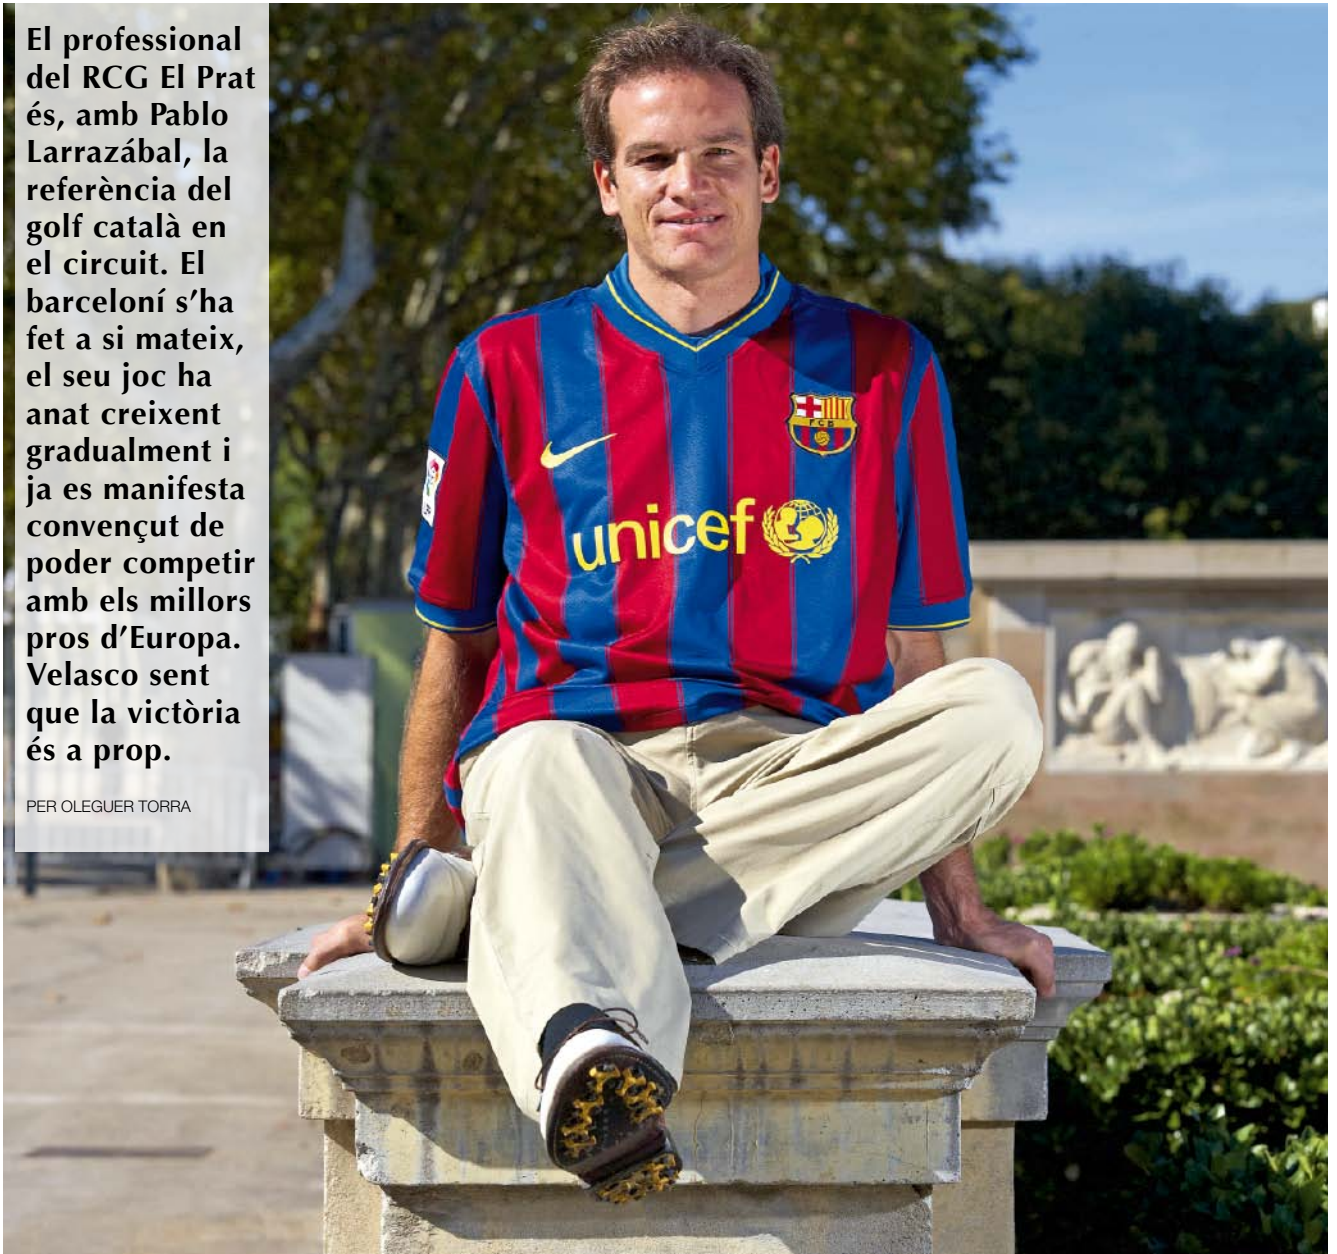 El professional
del RCG El Prat
és, amb Pablo
Larrazábal, la
referència del
golf català en
el circuit. El
barceloní s'ha
fet a si mateix,
el seu joc ha
anat creixent
gradualment i
ja es manifesta
convençut de
poder competir
amb els millors
pros d'Europa.
Velasco sent
que la victòria
és a prop.
PER OLEGUER TORRA
FCB
unicef